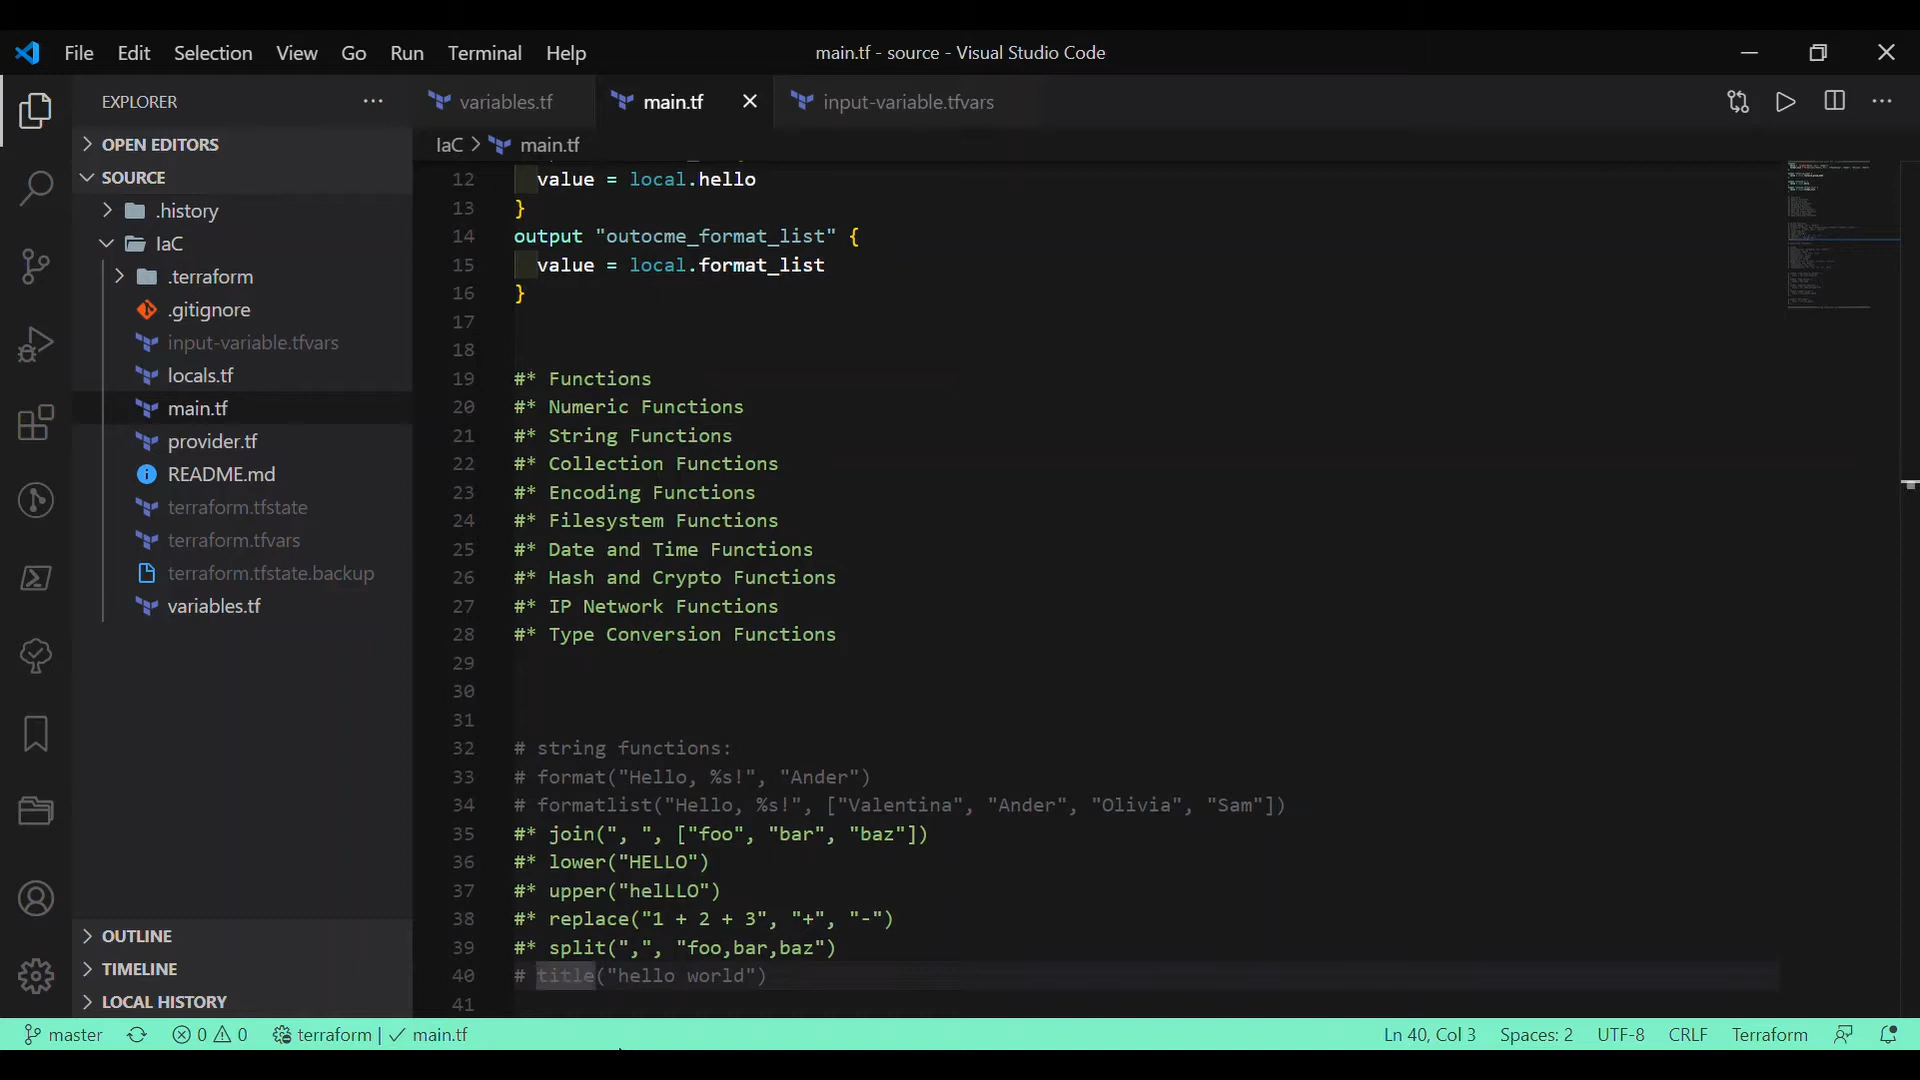 File Edit Selection View Go Run Terminal Help
main.tf - source - Visual Studio Code
EXPLORER
variables.tf
main.tf
input-variable.tfvars
OPEN EDITORS
SOURCE
.history
IaC
.terraform
.gitignore
input-variable.tfvars
locals.tf
main.tf
provider.tf
README.md
terraform.tfstate
terraform.tfvars
terraform.tfstate.backup
variables.tf
OUTLINE
TIMELINE
LOCAL HISTORY
IaC > main.tf
12 value = local.hello
13 }
14 output "outocme_format_list" {
15 value = local.format_list
16 }
17
18
19 #* Functions
20 #* Numeric Functions
21 #* String Functions
22 #* Collection Functions
23 #* Encoding Functions
24 #* Filesystem Functions
25 #* Date and Time Functions
26 #* Hash and Crypto Functions
27 #* IP Network Functions
28 #* Type Conversion Functions
29
30
31
32 # string functions:
33 # format("Hello, %s!", "Ander")
34 # formatlist("Hello, %s!", ["Valentina", "Ander", "Olivia", "Sam"])
35 #* join(", ", ["foo", "bar", "baz"])
36 #* lower("HELLO")
37 #* upper("helLLO")
38 #* replace("1 + 2 + 3", "+", "-")
39 #* split(",", "foo,bar,baz")
40 # title("hello world")
41
master 0 0 terraform | ✓ main.tf
Ln 40, Col 3 Spaces: 2 UTF-8 CRLF Terraform